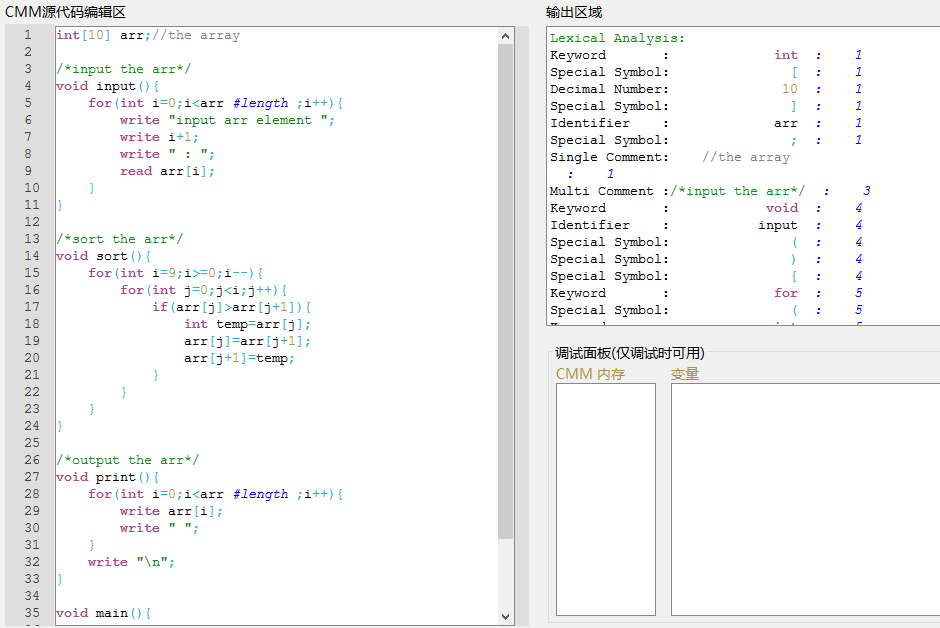 CMM源代码编辑区
1 int[10] arr;//the array
2
3 /*input the arr*/
4 void input(){
5 for(int i=0;i<arr #length ;i++){
6 write "input arr element ";
7 write i+1;
8 write " : ";
9 read arr[i];
10 }
11 }
12
13 /*sort the arr*/
14 void sort(){
15 for(int i=9;i>=0;i--){
16 for(int j=0;j<i;j++){
17 if(arr[j]>arr[j+1]){
18 int temp=arr[j];
19 arr[j]=arr[j+1];
20 arr[j+1]=temp;
21 }
22 }
23 }
24 }
25
26 /*output the arr*/
27 void print(){
28 for(int i=0;i<arr #length ;i++){
29 write arr[i];
30 write " ";
31 }
32 write "\n";
33 }
34
35 void main(){
输出区域
Lexical Analysis:
Keyword : int : 1
Special Symbol: [ : 1
Decimal Number: 10 : 1
Special Symbol: ] : 1
Identifier : arr : 1
Special Symbol: ; : 1
Single Comment: //the array
: 1
Multi Comment :/*input the arr*/ : 3
Keyword : void : 4
Identifier : input : 4
Special Symbol: ( : 4
Special Symbol: ) : 4
Special Symbol: { : 4
Keyword : for : 5
Special Symbol: ( : 5
调试面板(仅调试时可用)
CMM 内存
变量